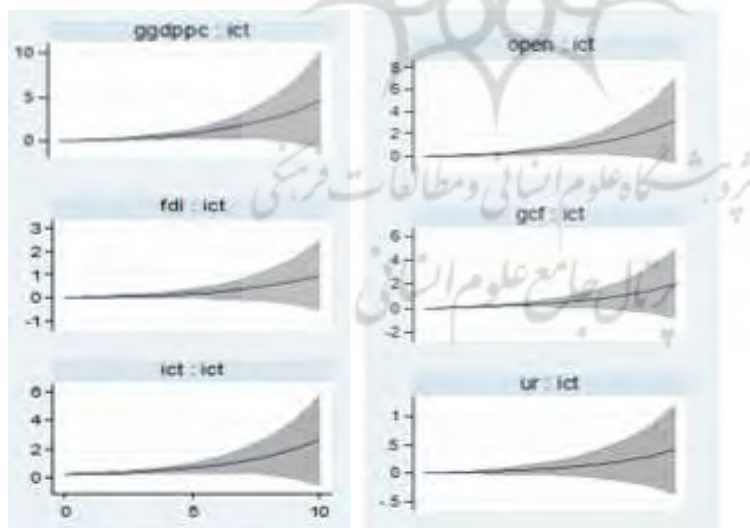 ggdppc : ict
10
5
0
fdi : ict
3
2
1
0
-1
ict : ict
6
4
2
0
0 5 10
open : ict
8
6
4
2
0
gcf : ict
6
4
2
0
-2
ur : ict
1
.5
0
-.5
پژوهشگاه علوم انسانی و مطالعات فرهنگی
پرتال جامع علوم انسانی